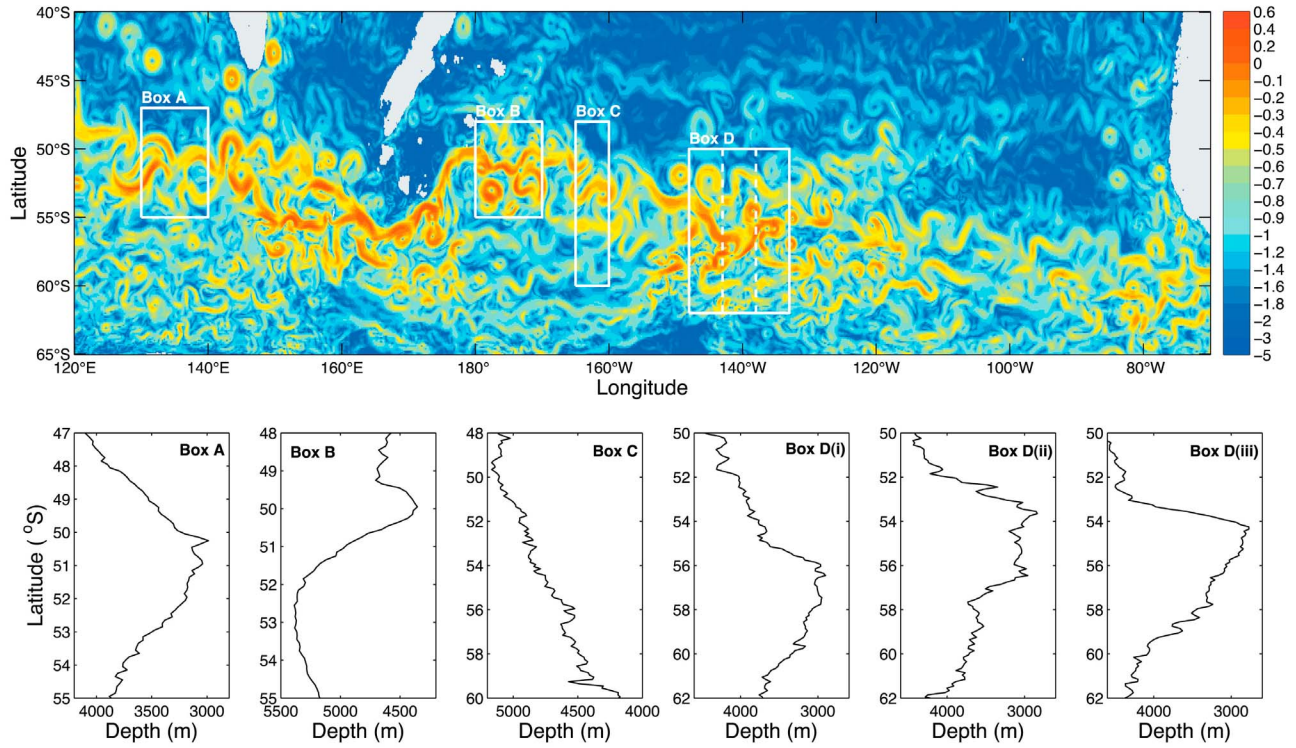 40°S
45°S
50°S
55°S
60°S
65°S
Latitude
120°E
140°E
160°E
180°E
160°W
140°W
120°W
100°W
80°W
Longitude
Box A
Box B
Box C
Box D
0.6
0.4
0.2
0
−0.1
−0.3
−0.4
−0.5
−0.6
−0.7
−0.8
−0.9
−1
−1.2
−1.4
−1.6
−1.8
−2
−3
−5
Latitude (°S)
47
48
49
50
51
52
53
54
55
Box A
4000
3000
Depth (m)
48
49
50
51
52
53
54
55
Box B
5500
5000
4500
Depth (m)
48
50
52
54
56
58
60
Box C
5000
4500
4000
Depth (m)
50
52
54
56
58
60
62
Box D(i)
4000
3000
Depth (m)
50
52
54
56
58
60
62
Box D(ii)
4000
3000
Depth (m)
50
52
54
56
58
60
62
Box D(iii)
4000
3000
Depth (m)